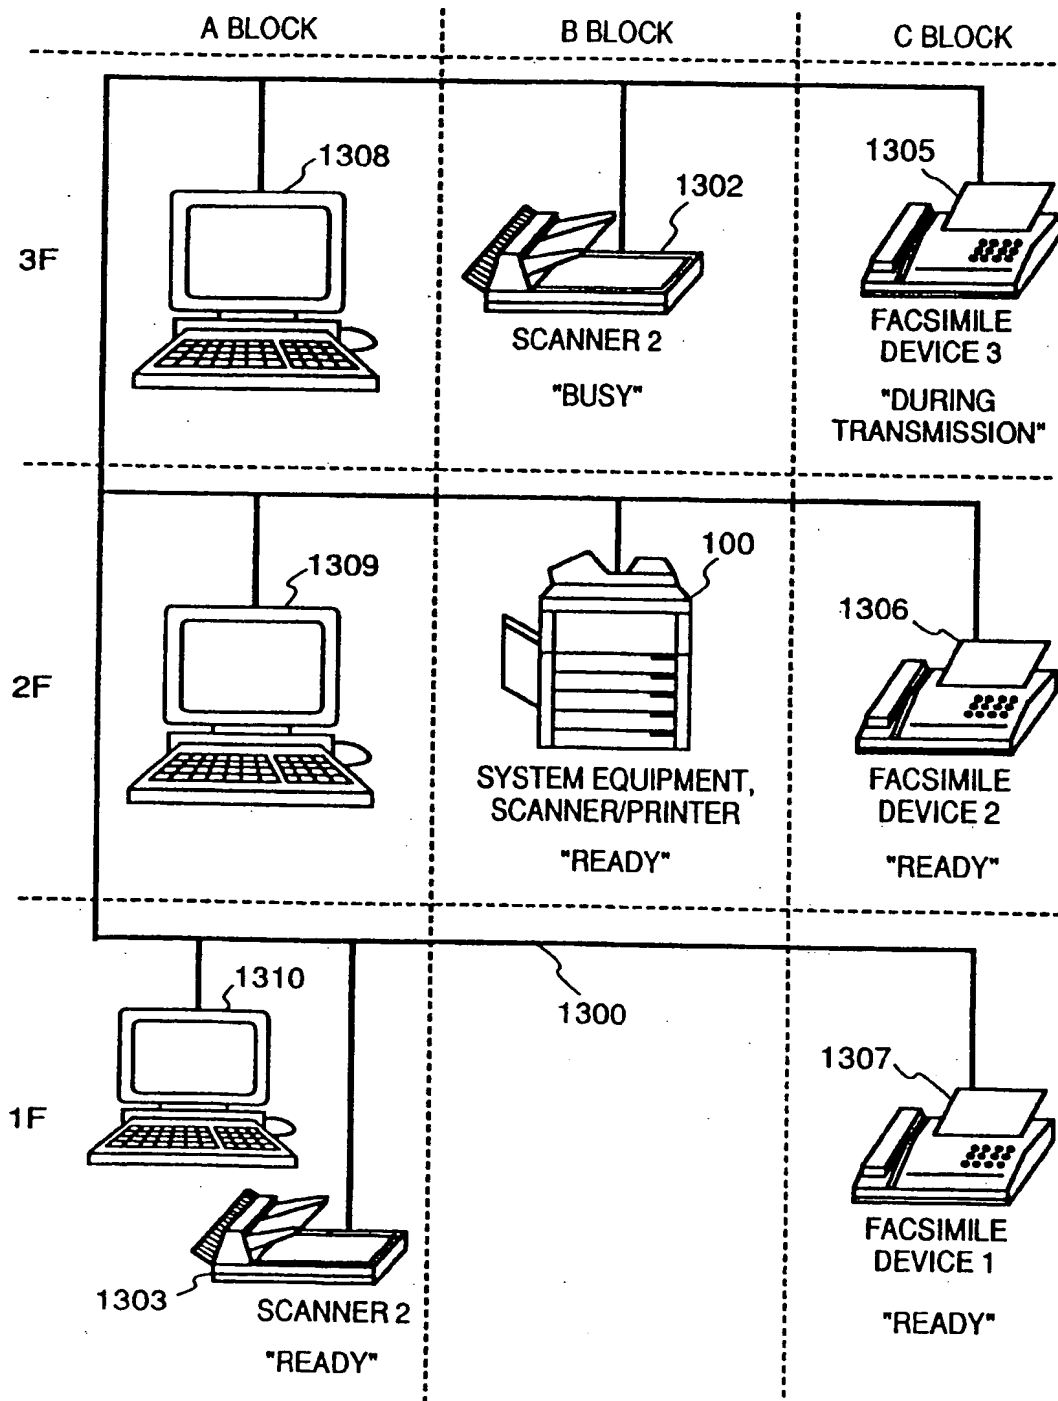 A BLOCK
B BLOCK
C BLOCK
3F
1308
1302
1305
SCANNER 2
"BUSY"
FACSIMILE
DEVICE 3
"DURING
TRANSMISSION"
2F
1309
100
1306
SYSTEM EQUIPMENT,
SCANNER/PRINTER
"READY"
FACSIMILE
DEVICE 2
"READY"
1F
1310
1300
1307
1303
SCANNER 2
"READY"
FACSIMILE
DEVICE 1
"READY"